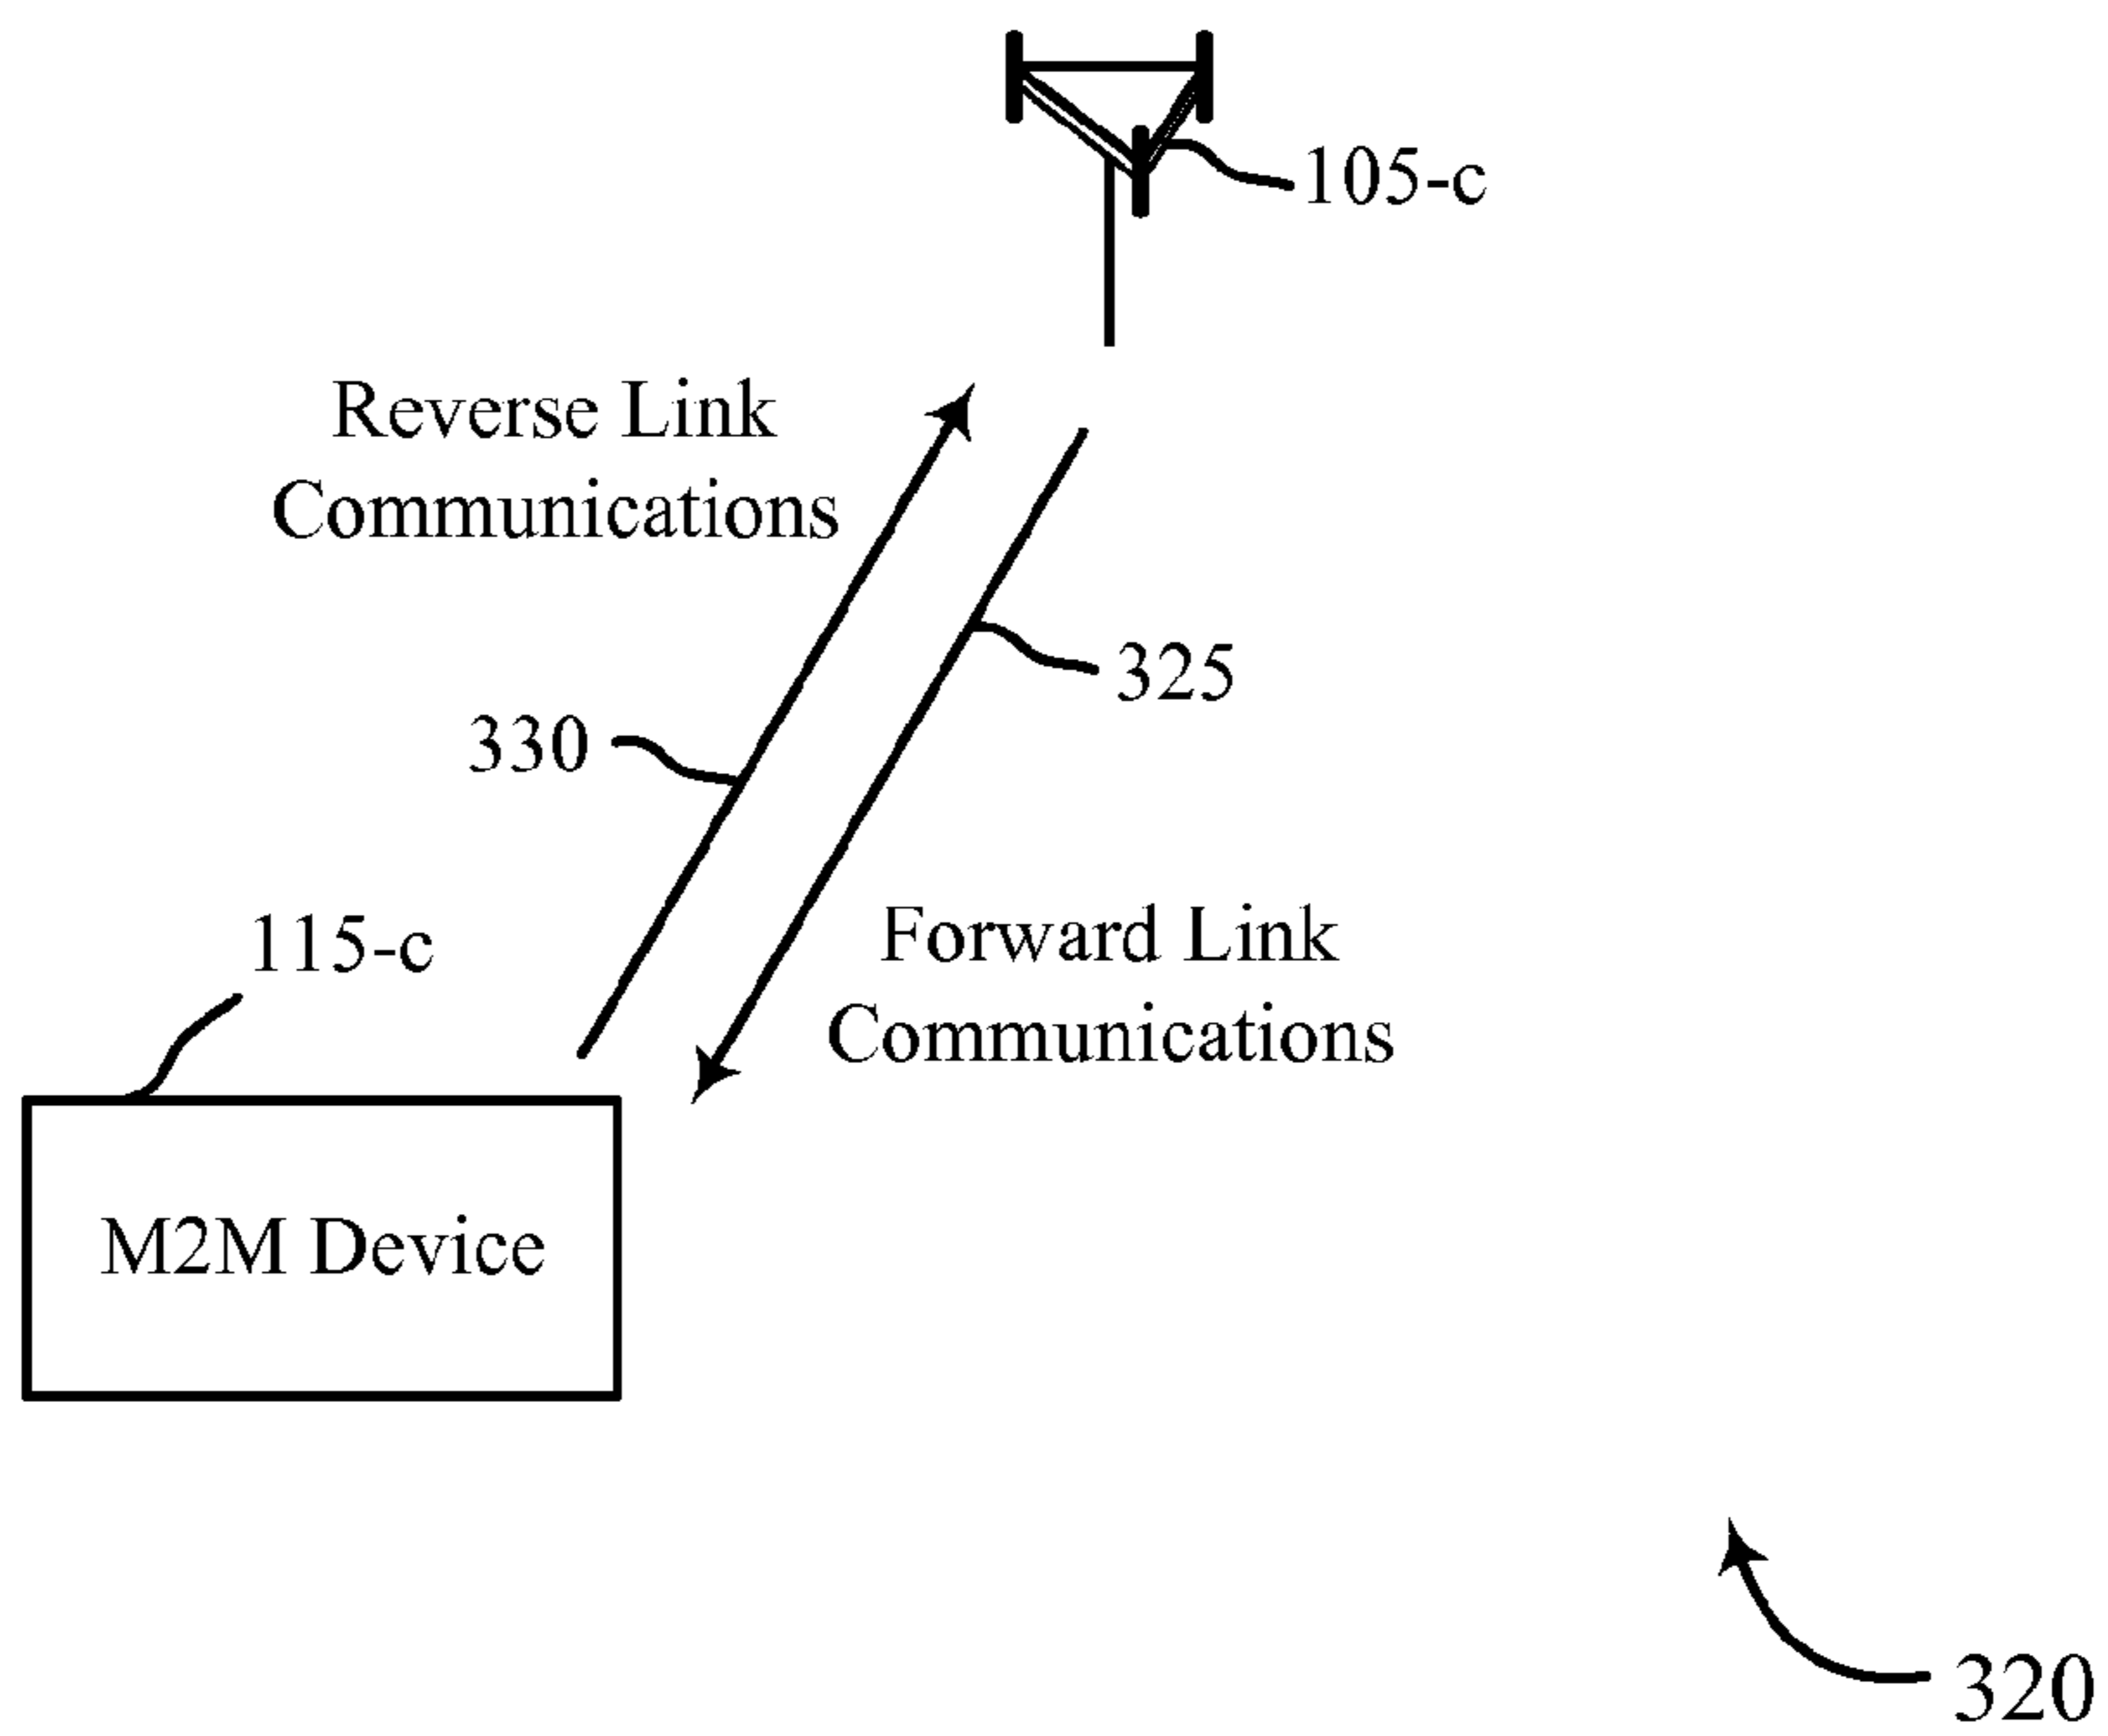 105-c
Reverse Link
Communications
325
330
115-c
Forward Link
Communications
M2M Device
320